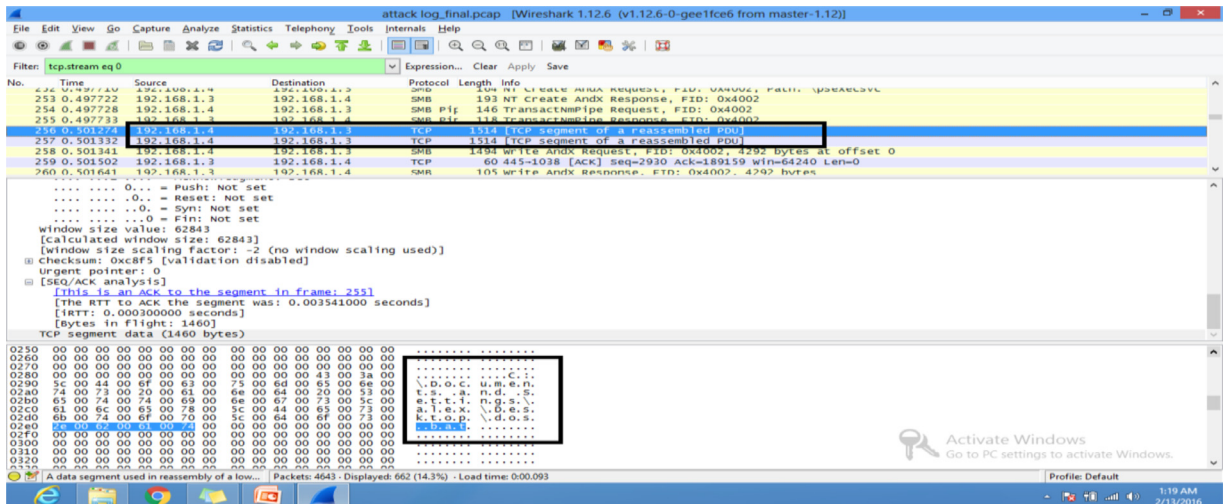 attack log_final.pcap [Wireshark 1.12.6 (v1.12.6-0-gee1fce6 from master-1.12)]
File Edit View Go Capture Analyze Statistics Telephony Tools Internals Help
Filter: tcp.stream eq 0 Expression... Clear Apply Save
No. Time Source Destination Protocol Length Info
253 0.497722 192.168.1.3 192.168.1.4 SMB 193 NT Create AndX Response, FID: 0x4002
254 0.497728 192.168.1.4 192.168.1.3 SMB Pip 146 TransactNmPipe Request, FID: 0x4002
255 0.497733 192.168.1.3 192.168.1.4 SMB Pip 118 TransactNmPipe Response, FID: 0x4002
256 0.501274 192.168.1.4 192.168.1.3 TCP 1514 [TCP segment of a reassembled PDU]
257 0.501332 192.168.1.4 192.168.1.3 TCP 1514 [TCP segment of a reassembled PDU]
258 0.501341 192.168.1.4 192.168.1.3 SMB 1494 Write AndX Request, FID: 0x4002, 4292 bytes at offset 0
259 0.501502 192.168.1.3 192.168.1.4 TCP 60 445→1038 [ACK] Seq=2930 Ack=189159 Win=64240 Len=0
260 0.501641 192.168.1.3 192.168.1.4 SMB 105 Write AndX Response, FID: 0x4002, 4292 bytes
.... .... 0... = Push: Not set
.... .... .0.. = Reset: Not set
.... .... ..0. = Syn: Not set
.... .... ...0 = Fin: Not set
Window size value: 62843
[Calculated window size: 62843]
[Window size scaling factor: -2 (no window scaling used)]
Checksum: 0xc8f5 [validation disabled]
Urgent pointer: 0
[SEQ/ACK analysis]
[This is an ACK to the segment in frame: 255]
[The RTT to ACK the segment was: 0.003541000 seconds]
[iRTT: 0.000300000 seconds]
[Bytes in flight: 1460]
TCP segment data (1460 bytes)
0250 00 00 00 00 00 00 00 00 00 00 00 00 00 00 00 00 ........ ........
0260 00 00 00 00 00 00 00 00 00 00 00 00 00 00 00 00 ........ ........
0270 00 00 00 00 00 00 00 00 00 00 00 00 00 00 00 00 ........ ........
0280 00 00 00 00 00 00 00 00 00 00 00 00 43 00 3a 00 ........ ....C.:.
0290 5c 00 44 00 6f 00 63 00 75 00 6d 00 65 00 6e 00 \.D.o.c. u.m.e.n.
02a0 74 00 73 00 20 00 61 00 6e 00 64 00 20 00 53 00 t.s. .a. n.d. .S.
02b0 65 00 74 00 74 00 69 00 6e 00 67 00 73 00 5c 00 e.t.t.i. n.g.s.\.
02c0 61 00 6c 00 65 00 78 00 5c 00 44 00 65 00 73 00 a.l.e.x. \.D.e.s.
02d0 6b 00 74 00 6f 00 70 00 5c 00 64 00 6f 00 73 00 k.t.o.p. \.d.o.s.
02e0 2e 00 62 00 61 00 74 00 00 00 00 00 00 00 00 00 ..b.a.t. ........
02f0 00 00 00 00 00 00 00 00 00 00 00 00 00 00 00 00 ........ ........
0300 00 00 00 00 00 00 00 00 00 00 00 00 00 00 00 00 ........ ........
0310 00 00 00 00 00 00 00 00 00 00 00 00 00 00 00 00 ........ ........
0320 00 00 00 00 00 00 00 00 00 00 00 00 00 00 00 00 ........ ........
Activate Windows
Go to PC settings to activate Windows.
A data segment used in reassembly of a low... Packets: 4643 · Displayed: 662 (14.3%) · Load time: 0:00.093 Profile: Default
1:19 AM
2/13/2016